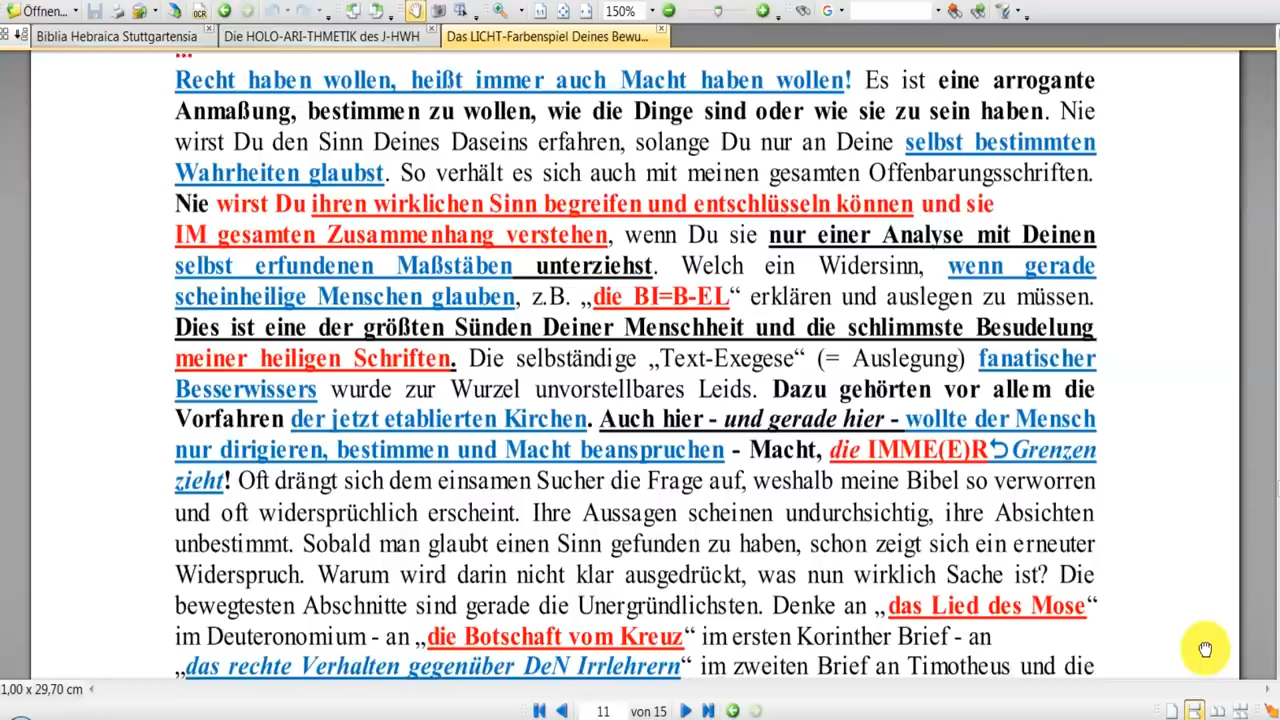 Öffnen...
OCR
150%
G
Biblia Hebraica Stuttgartensia
Die HOLO-ARI-THMETIK des J-HWH
Das LICHT-Farbenspiel Deines Bewu...
...
Recht haben wollen, heißt immer auch Macht haben wollen! Es ist eine arrogante
Anmaßung, bestimmen zu wollen, wie die Dinge sind oder wie sie zu sein haben. Nie
wirst Du den Sinn Deines Daseins erfahren, solange Du nur an Deine selbst bestimmten
Wahrheiten glaubst. So verhält es sich auch mit meinen gesamten Offenbarungsschriften.
Nie wirst Du ihren wirklichen Sinn begreifen und entschlüsseln können und sie
IM gesamten Zusammenhang verstehen, wenn Du sie nur einer Analyse mit Deinen
selbst erfundenen Maßstäben unterziehst. Welch ein Widersinn, wenn gerade
scheinheilige Menschen glauben, z.B. „die BI=B-EL“ erklären und auslegen zu müssen.
Dies ist eine der größten Sünden Deiner Menschheit und die schlimmste Besudelung
meiner heiligen Schriften. Die selbständige „Text-Exegese“ (= Auslegung) fanatischer
Besserwissers wurde zur Wurzel unvorstellbares Leids. Dazu gehörten vor allem die
Vorfahren der jetzt etablierten Kirchen. Auch hier - und gerade hier - wollte der Mensch
nur dirigieren, bestimmen und Macht beanspruchen - Macht, die IMME(E)R⮌Grenzen
zieht! Oft drängt sich dem einsamen Sucher die Frage auf, weshalb meine Bibel so verworren
und oft widersprüchlich erscheint. Ihre Aussagen scheinen undurchsichtig, ihre Absichten
unbestimmt. Sobald man glaubt einen Sinn gefunden zu haben, schon zeigt sich ein erneuter
Widerspruch. Warum wird darin nicht klar ausgedrückt, was nun wirklich Sache ist? Die
bewegtesten Abschnitte sind gerade die Unergründlichsten. Denke an „das Lied des Mose“
im Deuteronomium - an „die Botschaft vom Kreuz“ im ersten Korinther Brief - an
„das rechte Verhalten gegenüber DeN Irrlehrern“ im zweiten Brief an Timotheus und die
1,00 x 29,70 cm
11 von 15